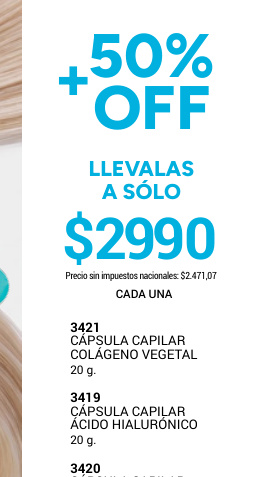 +50%
OFF
LLEVALAS
A SÓLO
$2990
Precio sin impuestos nacionales: $2.471,07
CADA UNA
3421
CÁPSULA CAPILAR
COLÁGENO VEGETAL
20 g.
3419
CÁPSULA CAPILAR
ÁCIDO HIALURÓNICO
20 g.
3420